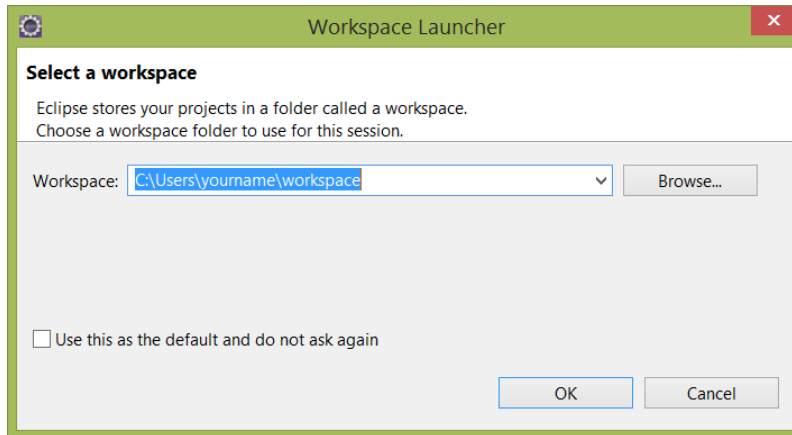 Workspace Launcher
Select a workspace
Eclipse stores your projects in a folder called a workspace.
Choose a workspace folder to use for this session.
Workspace: C:\Users\yourname\workspace Browse...
Use this as the default and do not ask again
OK Cancel